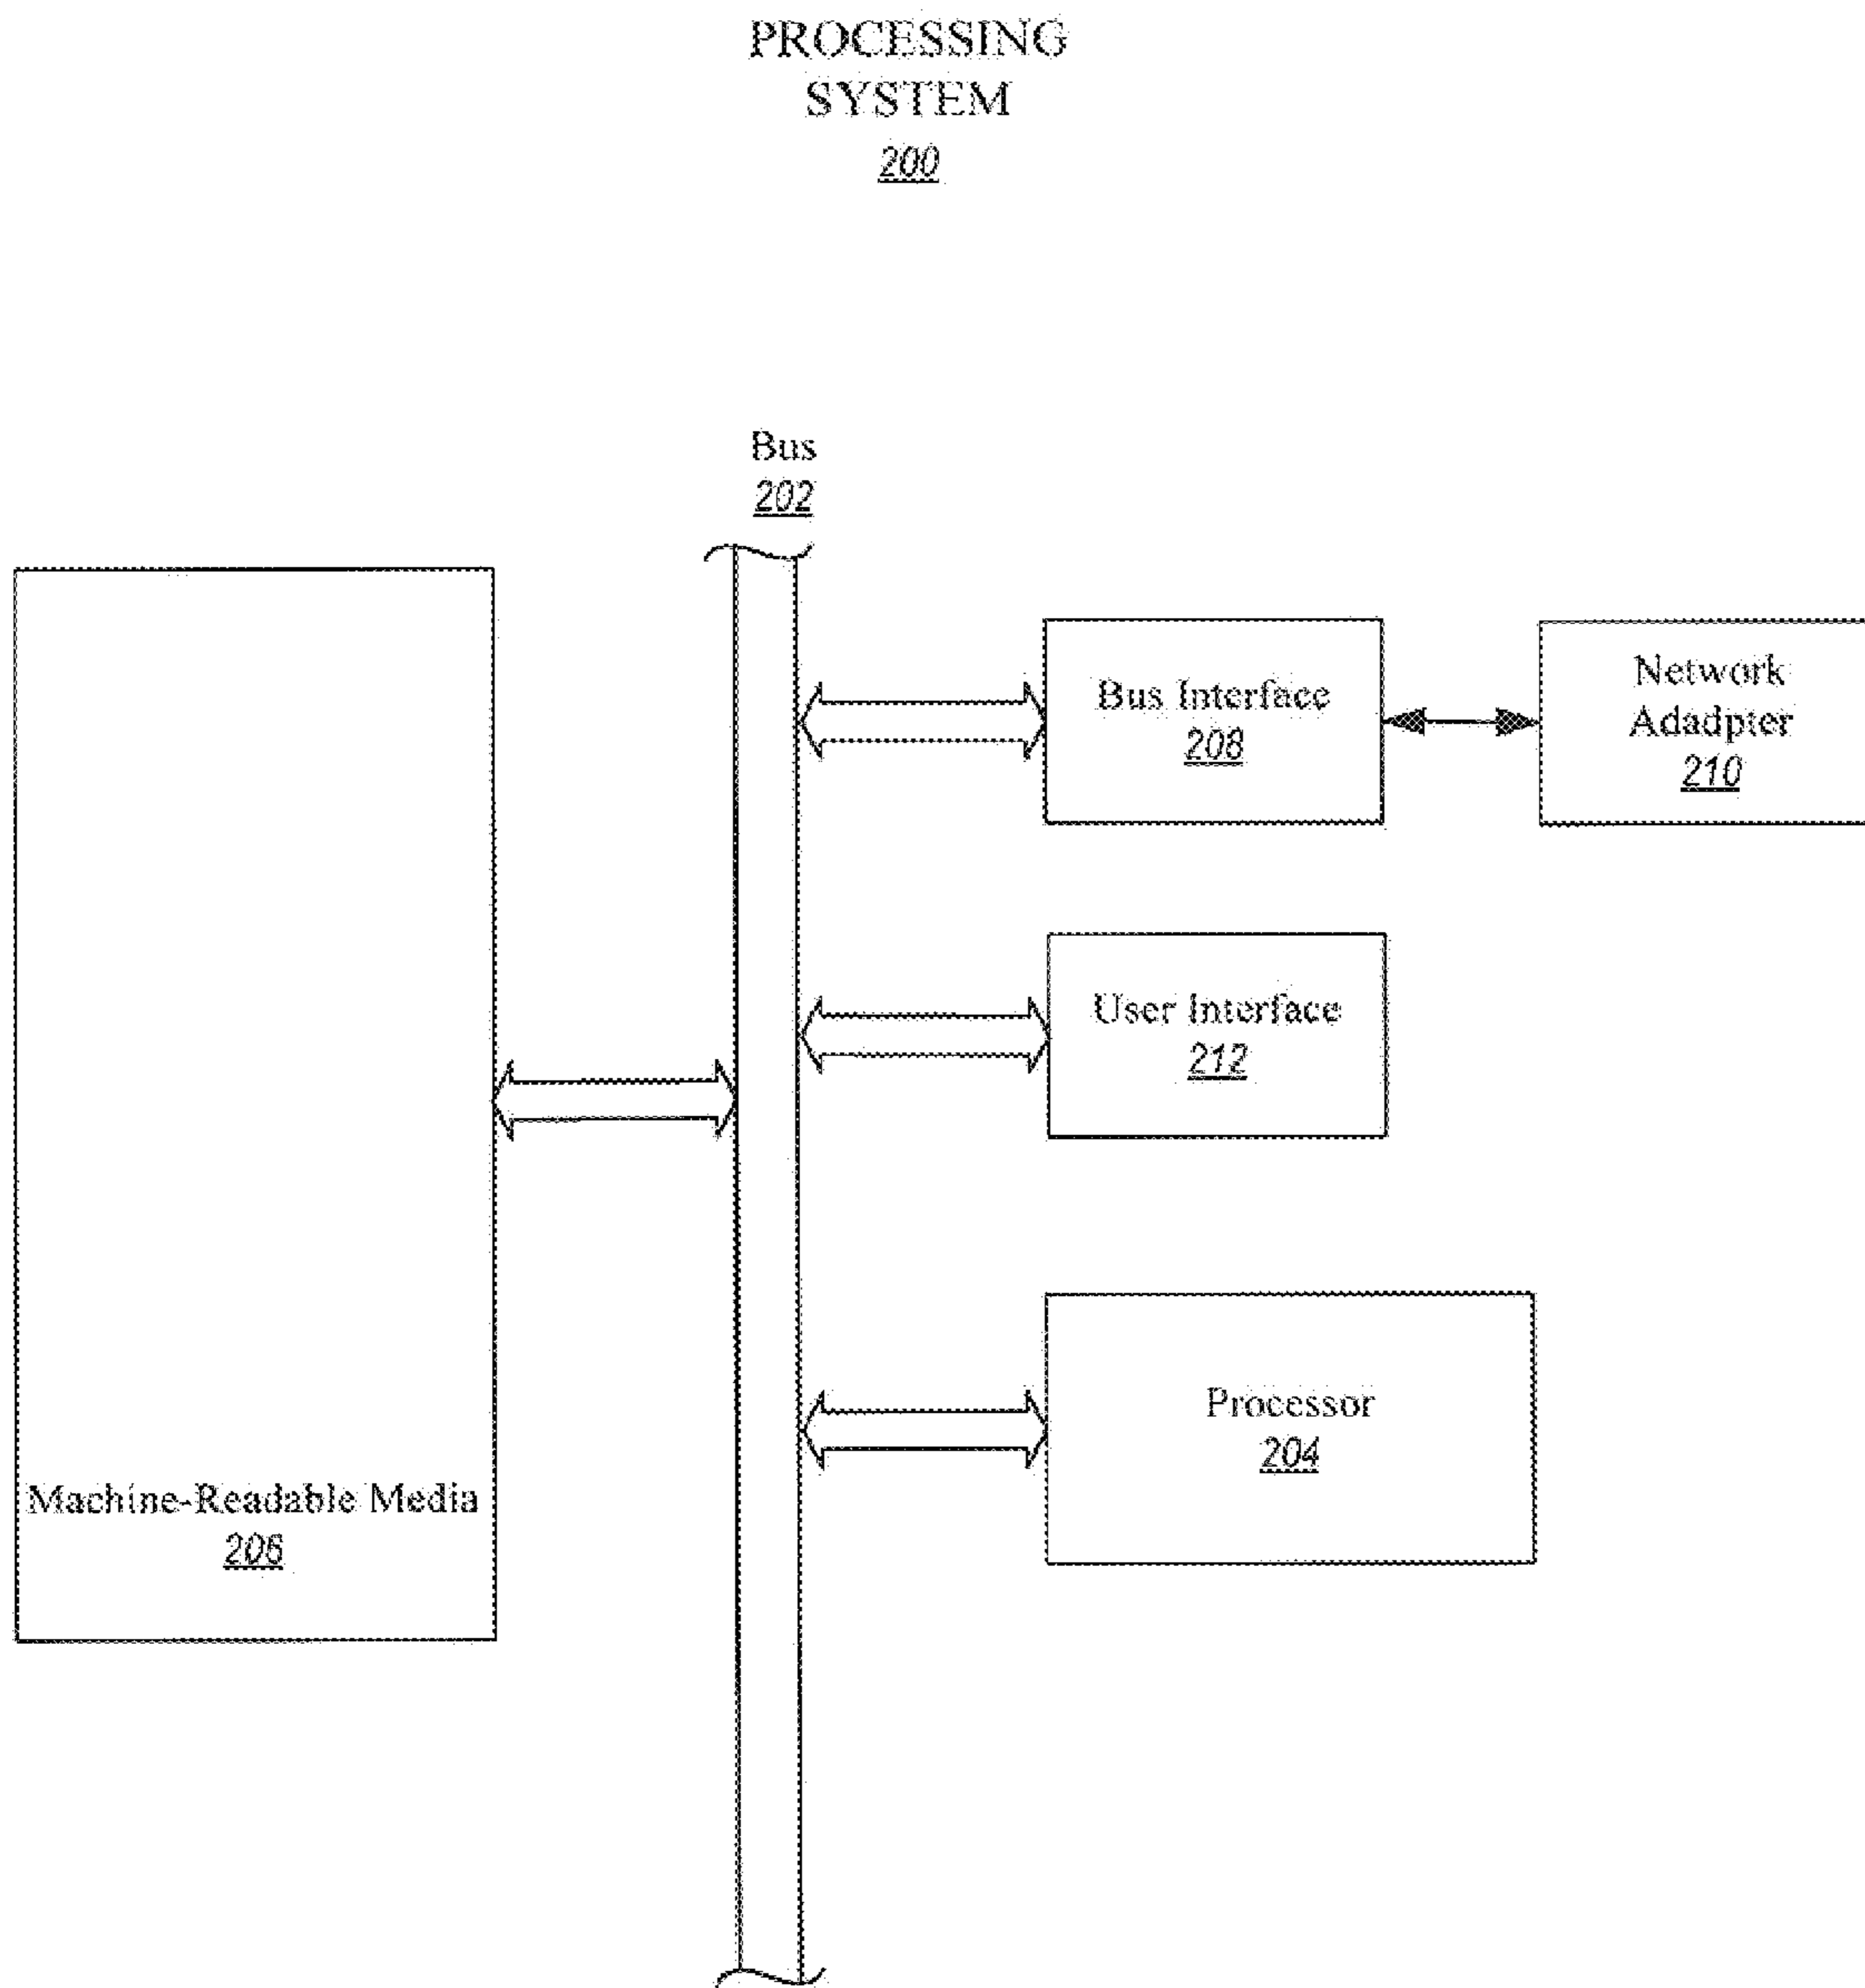 PROCESSING
SYSTEM
200
Bus
202
Bus Interface
208
Network
Adadpter
210
User Interface
212
Processor
204
Machine-Readable Media
206